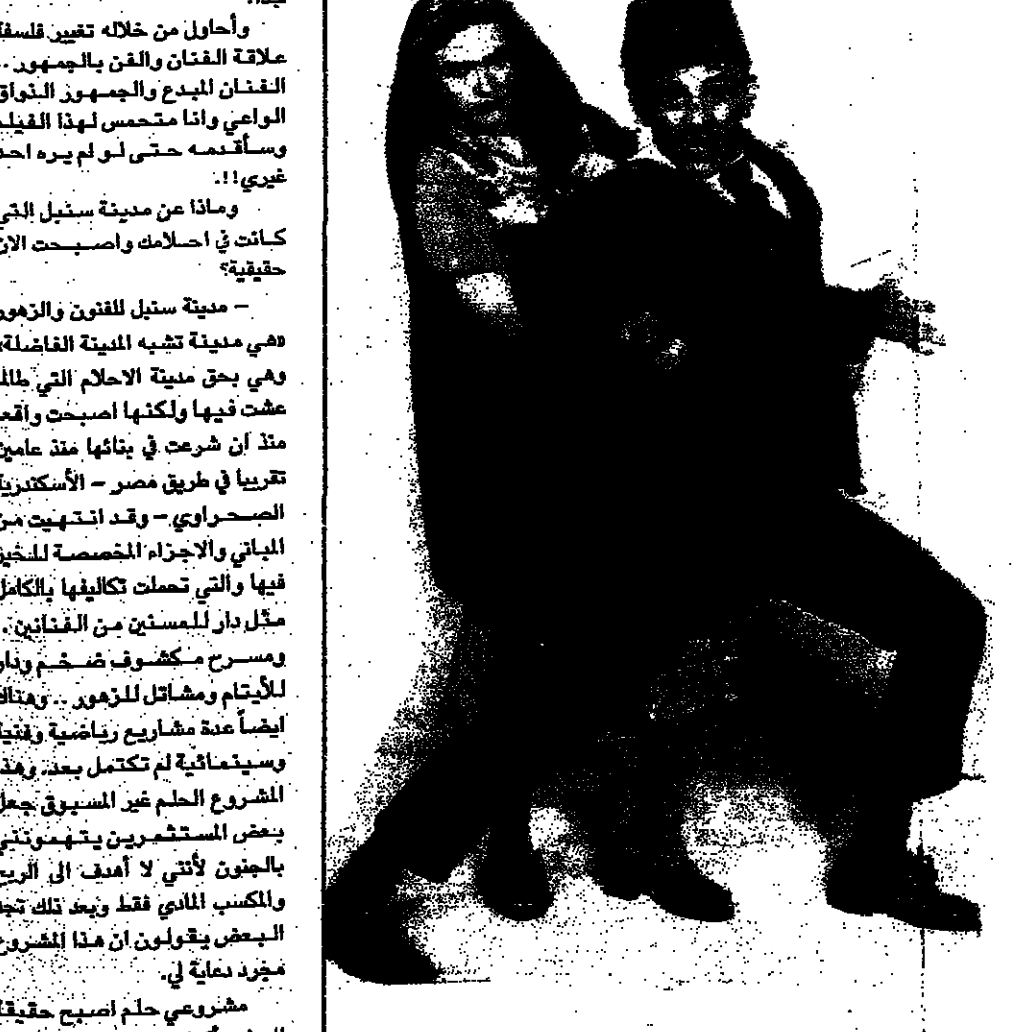 وأحاول من خلاله تغيير فلسفة
علاقة الفنان والفن بالجمهور ..
الفنان المبدع والجمهور الذواق
الواعي وانا متحمس لهذا الفيلم
وسأقدمه حتى لو لم يره احد
غيري!!.
وماذا عن مدينة سنبل التي
كانت في احلامك واصبحت الان
حقيقية؟
– مدينة سنبل للفنون والزهور
«هي مدينة تشبه المدينة الفاضلة»
وهي بحق مدينة الاحلام التي طالما
عشت فيها ولكنها اصبحت واقعا
منذ أن شرعت في بنائها منذ عامين
تقريبا في طريق مصر – الأسكندرية
الصحراوي – وقد انتهيت من
المباني والاجزاء المخصصة للخير
فيها والتي تحملت تكاليفها بالكامل
مثل دار للمسنين من الفنانين ..
ومسرح مكشوف ضخم ودار
للأيتام ومشاتل للزهور .. وهناك
ايضاً عدة مشاريع رياضية وفنية
وسينمائية لم تكتمل بعد. وهذا
المشروع الحلم غير المسبوق جعل
بعض المستثمرين يتهمونني
بالجنون لأنني لا أهدف الى الربح
والمكسب المادي فقط وبعد ذلك تجد
البعض يقولون ان هذا المشروع
مجرد دعاية لي.
مشروعي حلم اصبح حقيقة